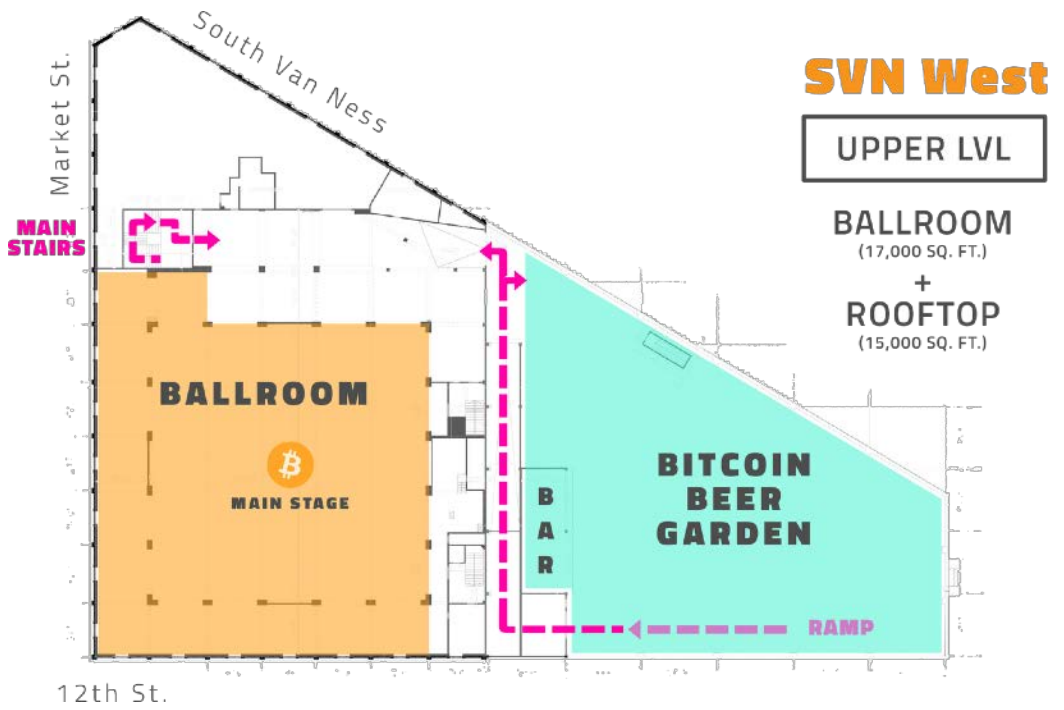 South Van Ness
Market St.
SVN West
UPPER LVL
BALLROOM
(17,000 SQ. FT.)
+
ROOFTOP
(15,000 SQ. FT.)
MAIN
STAIRS
BALLROOM
₿
MAIN STAGE
BITCOIN
BEER
GARDEN
BAR
RAMP
12th St.